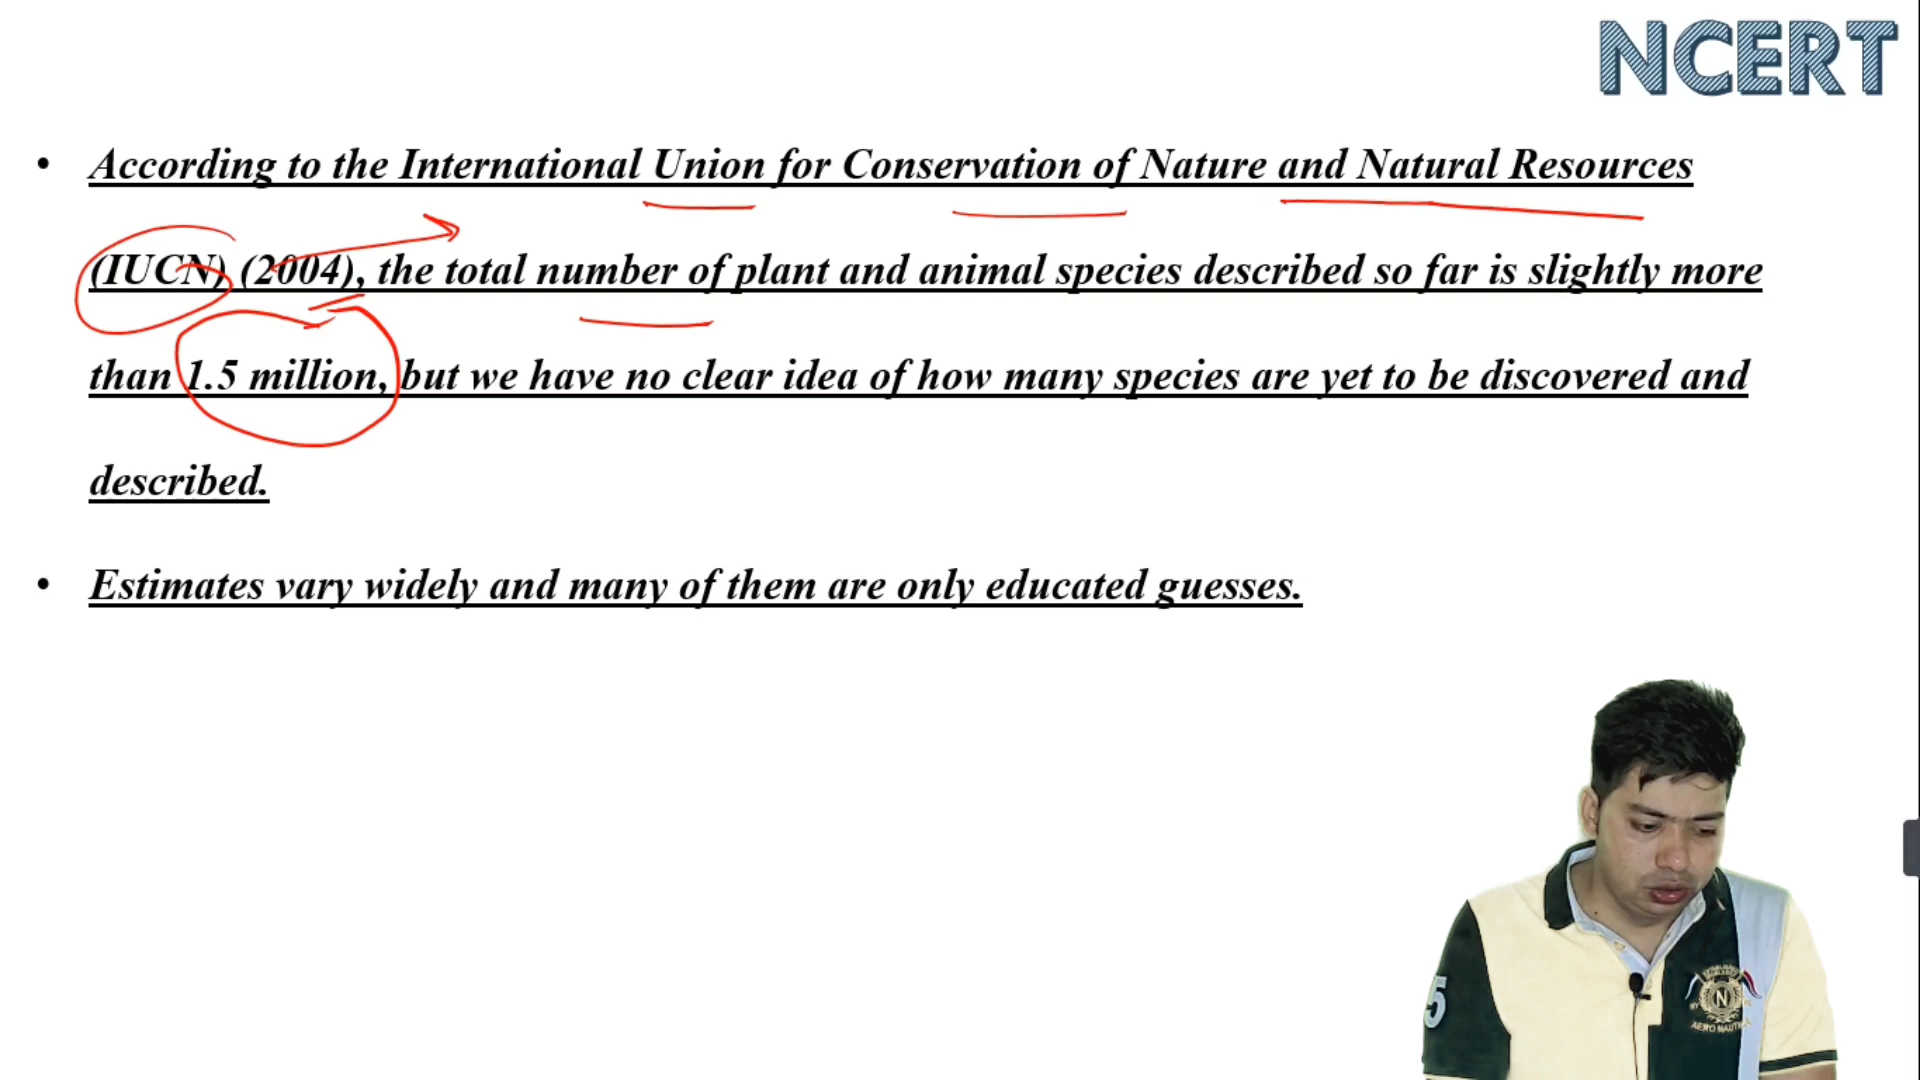 NCERT
• According to the International Union for Conservation of Nature and Natural Resources
(IUCN) (2004), the total number of plant and animal species described so far is slightly more
than 1.5 million, but we have no clear idea of how many species are yet to be discovered and
described.
• Estimates vary widely and many of them are only educated guesses.
5
N